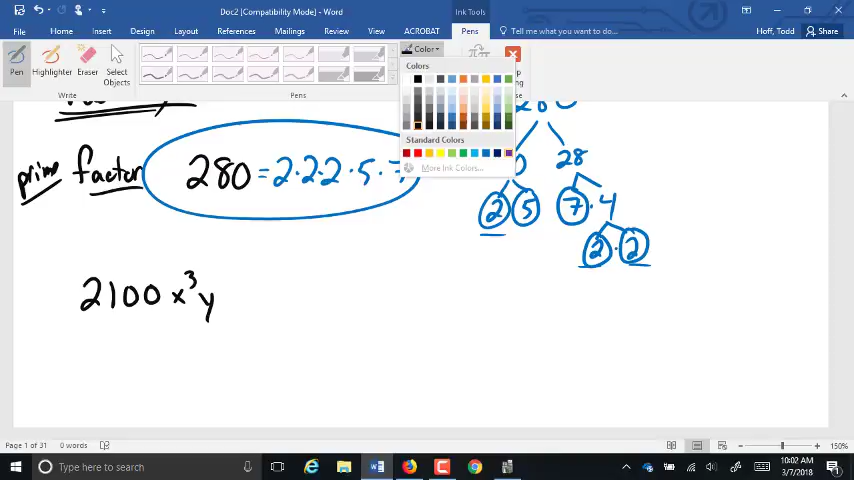 Doc2 [Compatibility Mode] - Word
Ink Tools
Hoff, Todd
File Home Insert Design Layout References Mailings Review View ACROBAT Pens Tell me what you want to do... Share
Pen Highlighter Eraser Select Objects
Color
Write
Pens
Colors
Standard Colors
More Ink Colors...
prime factor 280 = 2·2·2·5·7
28
2 5 7 · 4
2 · 2
2100 x³y
Page 1 of 31 0 words 150%
Type here to search
10:02 AM
3/7/2018